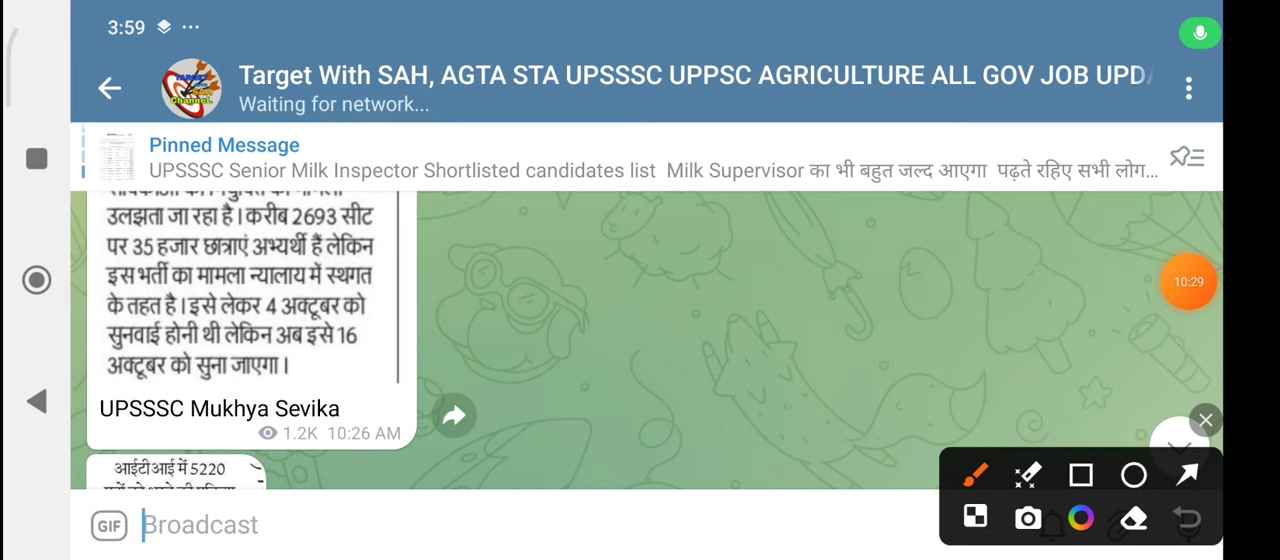 3:59
Target With SAH, AGTA STA UPSSSC UPPSC AGRICULTURE ALL GOV JOB UPDA
Waiting for network...
Pinned Message
UPSSSC Senior Milk Inspector Shortlisted candidates list Milk Supervisor का भी बहुत जल्द आएगा पढ़ते रहिए सभी लोग...
उलझता जा रहा है। करीब 2693 सीट
पर 35 हजार छात्राएं अभ्यर्थी हैं लेकिन
इस भर्ती का मामला न्यायालय में स्थगत
के तहत है। इसे लेकर 4 अक्टूबर को
सुनवाई होनी थी लेकिन अब इसे 16
अक्टूबर को सुना जाएगा।
10:29
UPSSSC Mukhya Sevika
1.2K 10:26 AM
आईटीआई में 5220
GIF Broadcast